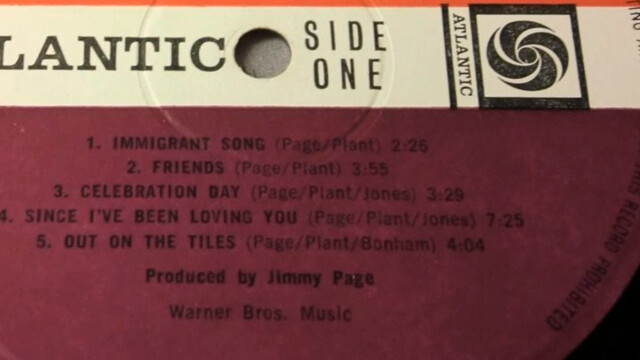 LANTIC
SIDE
ONE
ATLANTIC
1. IMMIGRANT SONG (Page/Plant) 2:26
2. FRIENDS (Page/Plant) 3:55
3. CELEBRATION DAY (Page/Plant/Jones) 3:29
4. SINCE I'VE BEEN LOVING YOU (Page/Plant/Jones) 7:25
5. OUT ON THE TILES (Page/Plant/Bonham) 4:04
Produced by Jimmy Page
Warner Bros. Music
RECORD PROHIBITED